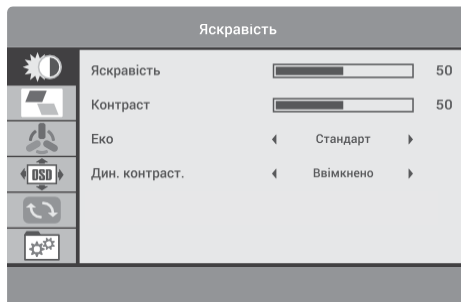 Яскравість
Яскравість 50
Контраст 50
Еко Стандарт
Дин. контраст. Ввімкнено
OSD